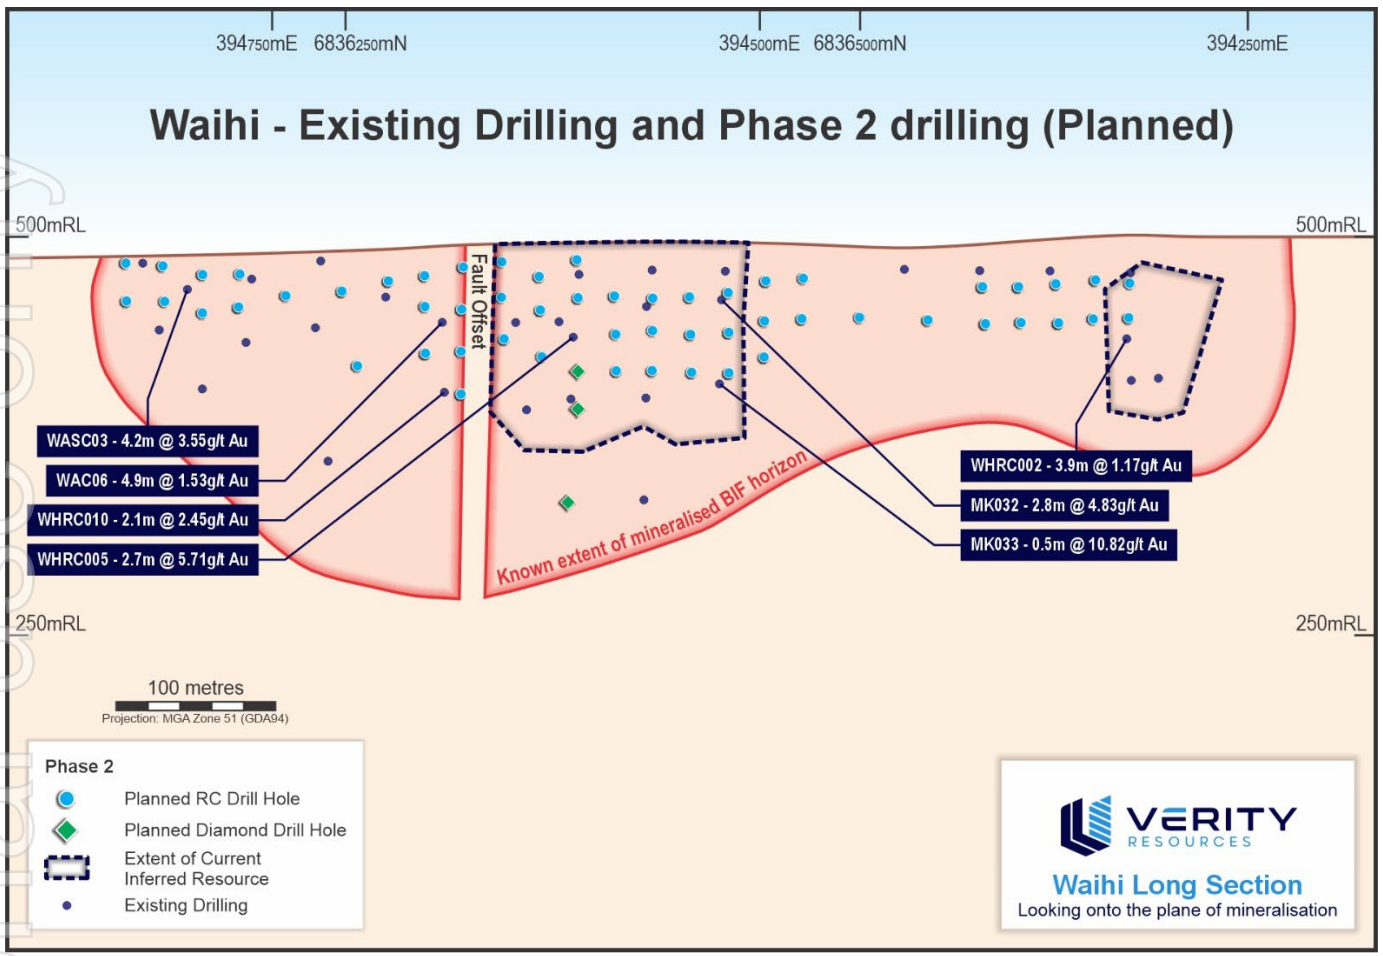 394750mE 6836250mN 394500mE 6836500mN 394250mE
Waihi - Existing Drilling and Phase 2 drilling (Planned)
500mRL
500mRL
Fault Offset
WASC03 - 4.2m @ 3.55g/t Au
WAC06 - 4.9m @ 1.53g/t Au
WHRC010 - 2.1m @ 2.45g/t Au
WHRC005 - 2.7m @ 5.71g/t Au
Known extent of mineralised BIF horizon
WHRC002 - 3.9m @ 1.17g/t Au
MK032 - 2.8m @ 4.83g/t Au
MK033 - 0.5m @ 10.82g/t Au
250mRL
250mRL
100 metres
Projection: MGA Zone 51 (GDA94)
Phase 2
Planned RC Drill Hole
Planned Diamond Drill Hole
Extent of Current
Inferred Resource
Existing Drilling
VERITY
RESOURCES
Waihi Long Section
Looking onto the plane of mineralisation